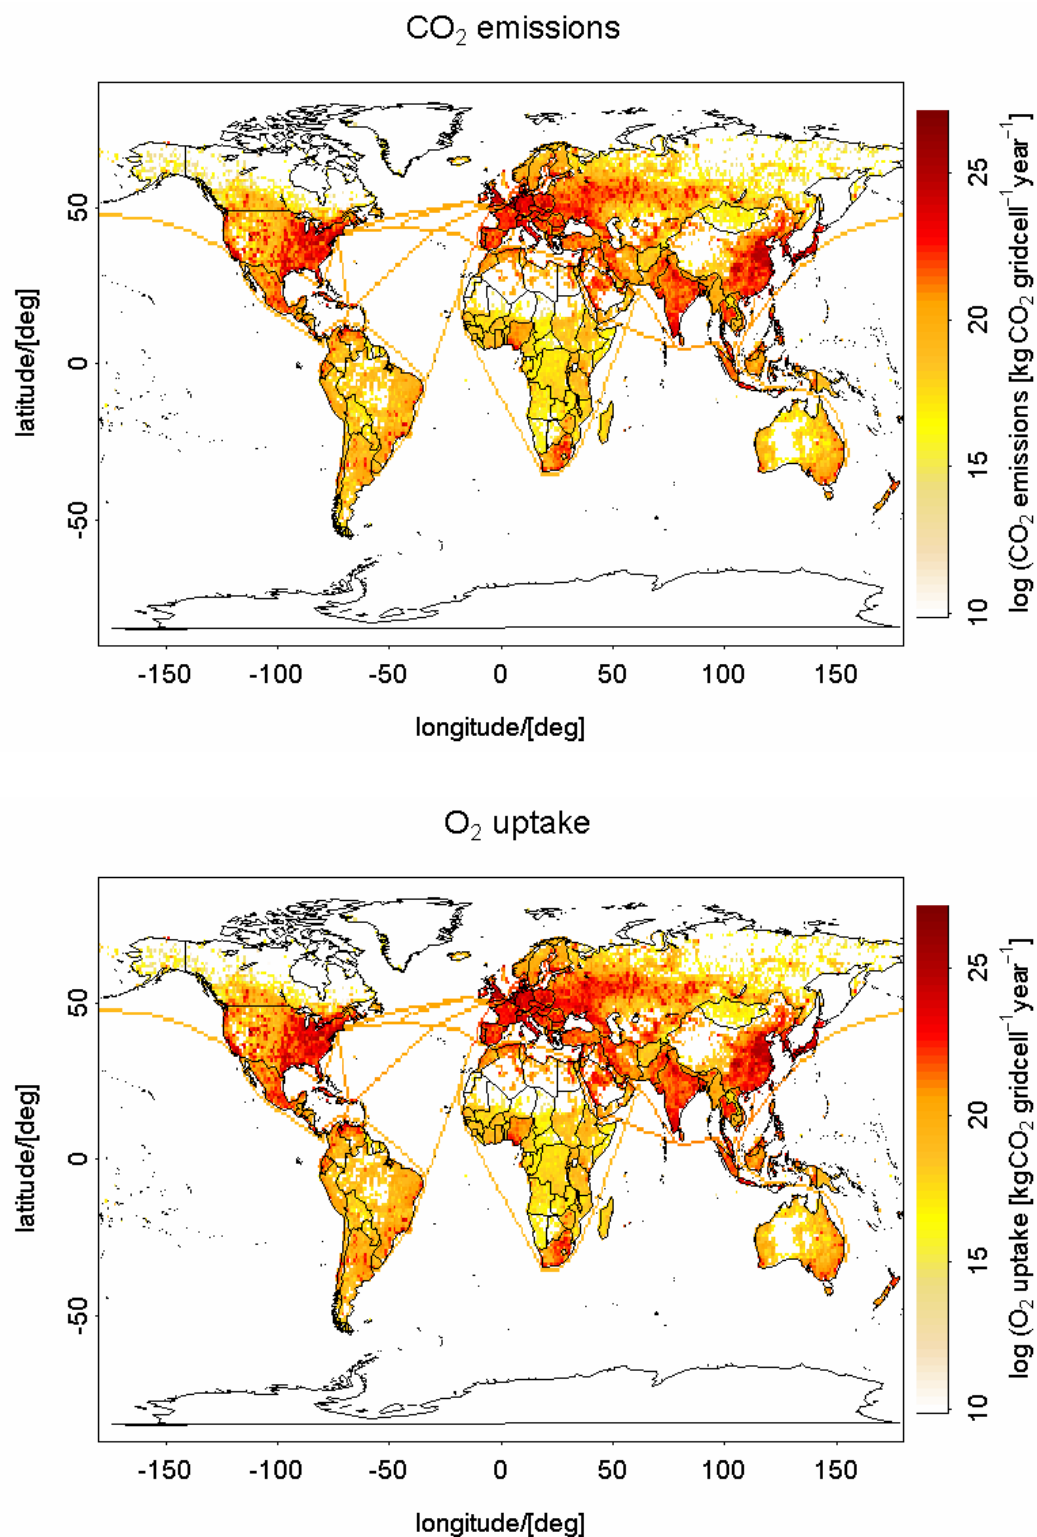 CO₂ emissions
50
0
-50
latitude/[deg]
-150 -100 -50 0 50 100 150
longitude/[deg]
25
20
15
10
log (CO₂ emissions [kg CO₂ gridcell⁻¹ year⁻¹]
O₂ uptake
50
0
-50
latitude/[deg]
-150 -100 -50 0 50 100 150
longitude/[deg]
25
20
15
10
log (O₂ uptake [kgCO₂ gridcell⁻¹year⁻¹]